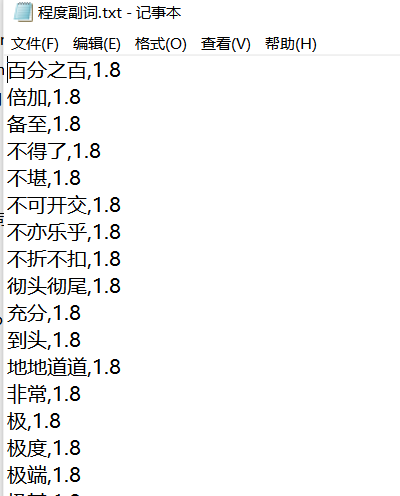 程度副词.txt - 记事本
文件(F) 编辑(E) 格式(O) 查看(V) 帮助(H)
百分之百,1.8
倍加,1.8
备至,1.8
不得了,1.8
不堪,1.8
不可开交,1.8
不亦乐乎,1.8
不折不扣,1.8
彻头彻尾,1.8
充分,1.8
到头,1.8
地地道道,1.8
非常,1.8
极,1.8
极度,1.8
极端,1.8